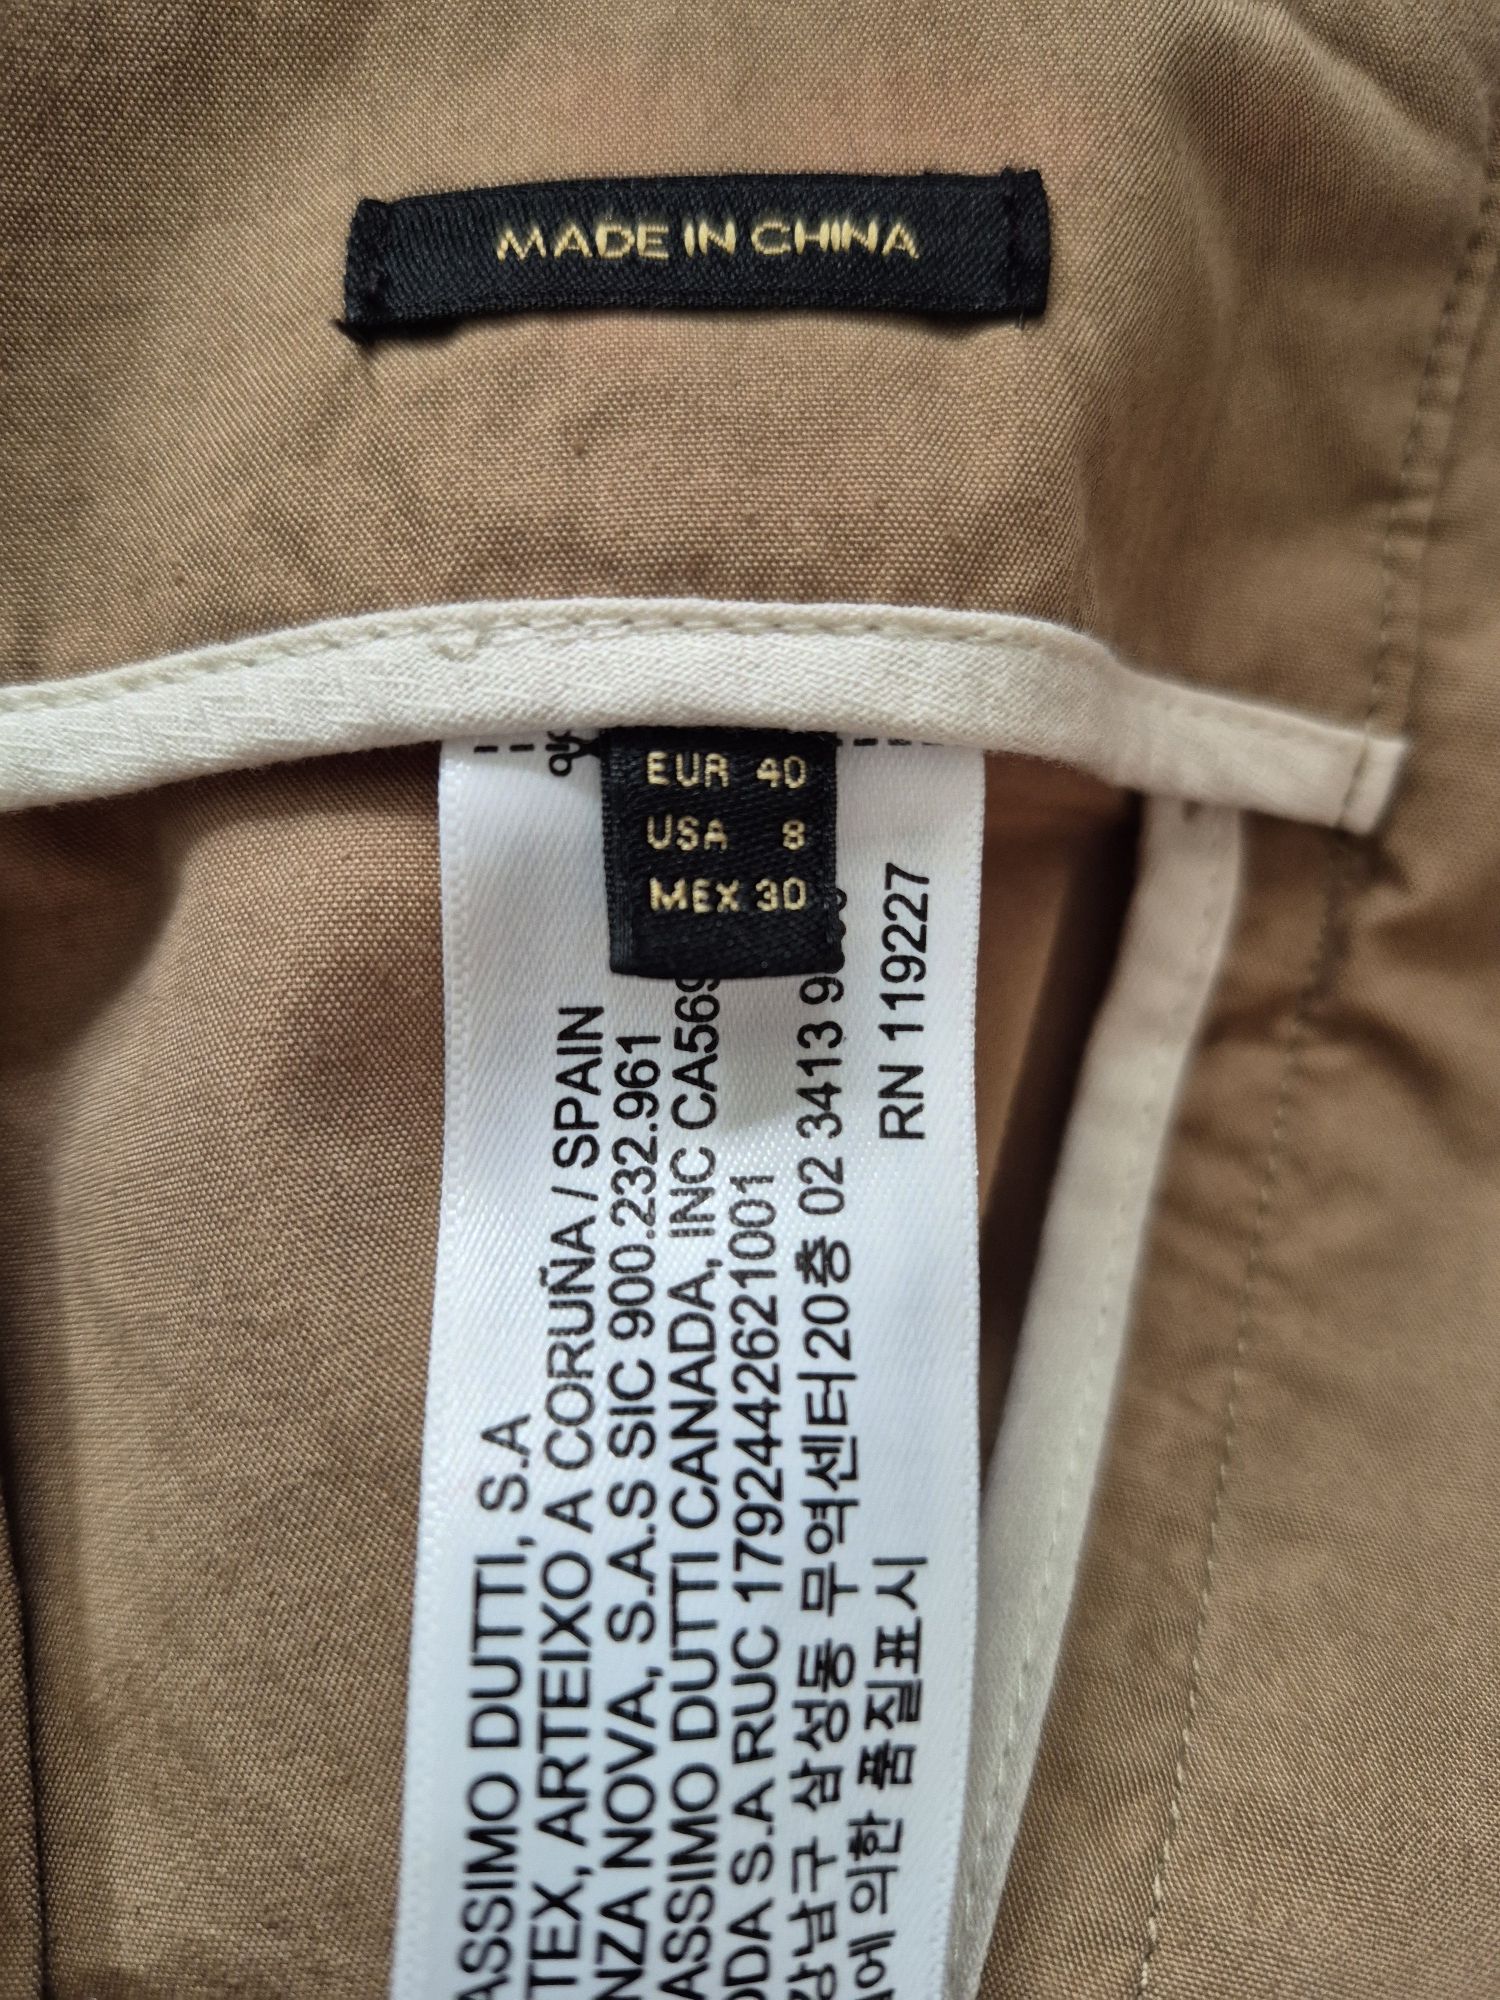 MADE IN CHINA
EUR 40
USA 8
MEX 30
ASSIMO DUTTI, S.A
TEX, ARTEIXO A CORUÑA / SPAIN
NZA NOVA, S.A.S SIC 900.232.961
ASSIMO DUTTI CANADA, INC CA569
ODA S.A RUC 1792442621001
강남구 삼성동 무역센터20층 02 3413 9
에 의한 품질표시
RN 119227